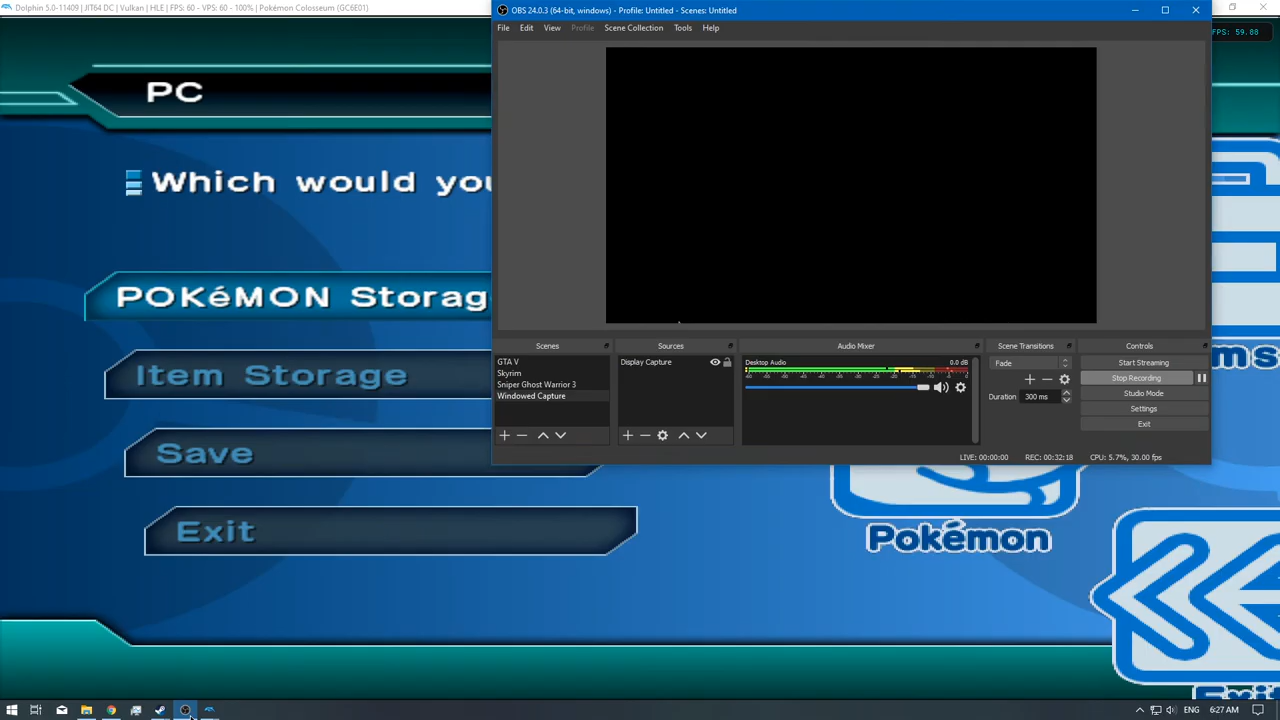 Dolphin 5.0-11409 | JIT64 DC | Vulkan | HLE | FPS: 60 - VPS: 60 - 100% | Pokémon Colosseum (GC6E01)
OBS 24.0.3 (64-bit, windows) - Profile: Untitled - Scenes: Untitled
File Edit View Profile Scene Collection Tools Help
FPS: 59.88
PC
Which would you
POKéMON Storage
Item Storage
Save
Exit
Scenes
GTA V
Skyrim
Sniper Ghost Warrior 3
Windowed Capture
Sources
Display Capture
Audio Mixer
Desktop Audio 0.0 dB
Scene Transitions
Fade
Duration 300 ms
Controls
Start Streaming
Stop Recording
Studio Mode
Settings
Exit
LIVE: 00:00:00 REC: 00:32:18 CPU: 5.7%, 30.00 fps
ms
Pokémon
Exit
ENG 6:27 AM